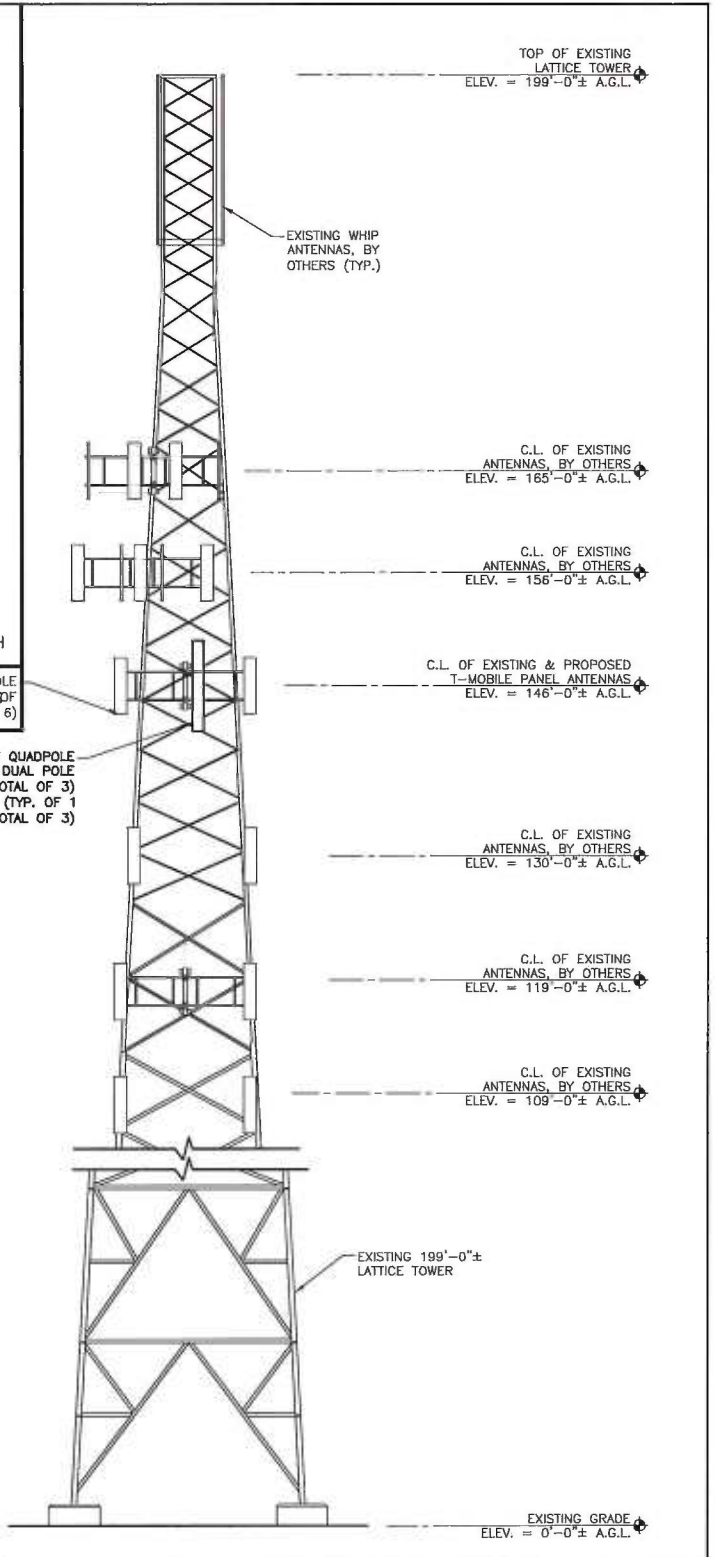 TOP OF EXISTING
LATTICE TOWER
ELEV. = 199'-0"± A.G.L.
EXISTING WHIP
ANTENNAS, BY
OTHERS (TYP.)
C.L. OF EXISTING
ANTENNAS, BY OTHERS
ELEV. = 165'-0"± A.G.L.
C.L. OF EXISTING
ANTENNAS, BY OTHERS
ELEV. = 156'-0"± A.G.L.
H
OLE
OF
6)
C.L. OF EXISTING & PROPOSED
T-MOBILE PANEL ANTENNAS
ELEV. = 146'-0"± A.G.L.
QUADPOLE
DUAL POLE
OTAL OF 3)
(TYP. OF 1
OTAL OF 3)
C.L. OF EXISTING
ANTENNAS, BY OTHERS
ELEV. = 130'-0"± A.G.L.
C.L. OF EXISTING
ANTENNAS, BY OTHERS
ELEV. = 119'-0"± A.G.L.
C.L. OF EXISTING
ANTENNAS, BY OTHERS
ELEV. = 109'-0"± A.G.L.
EXISTING 199'-0"±
LATTICE TOWER
EXISTING GRADE
ELEV. = 0'-0"± A.G.L.